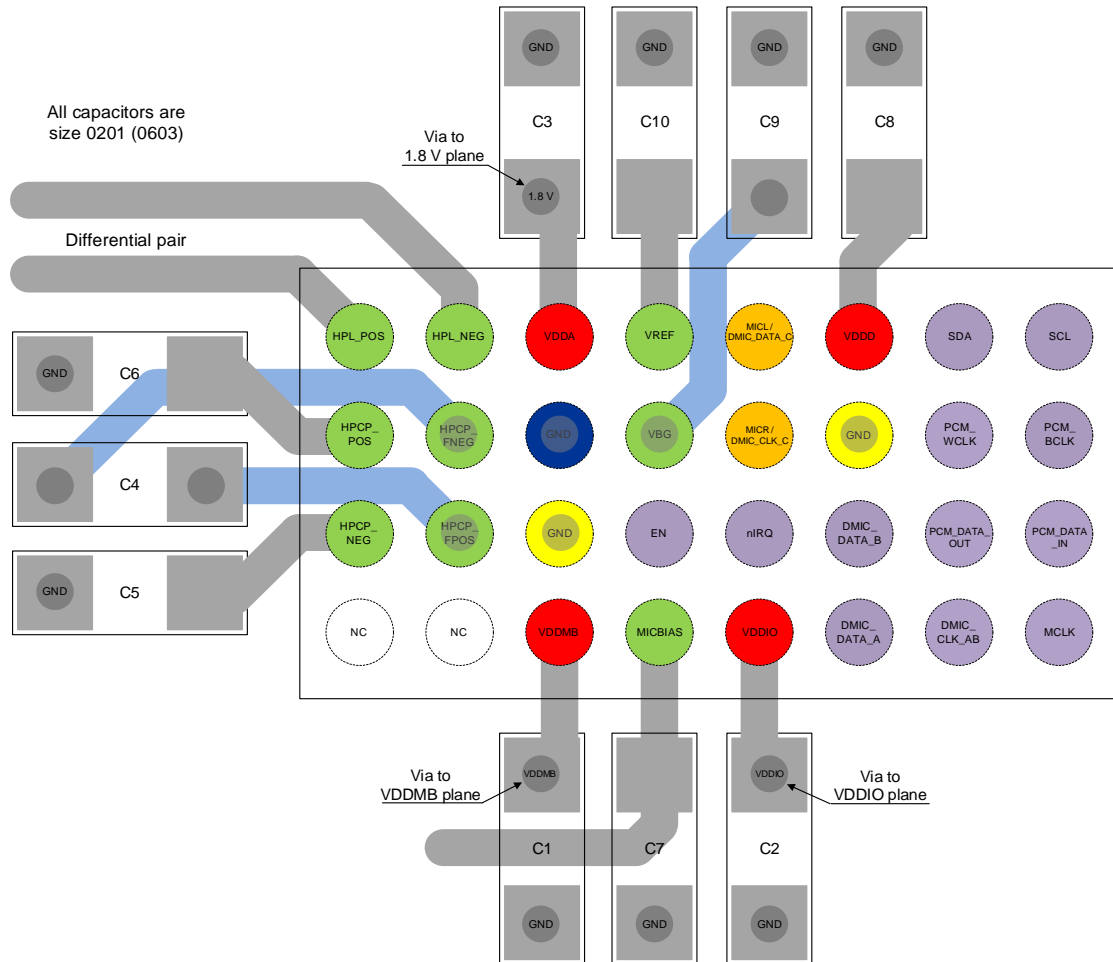 GND
GND
GND
GND
All capacitors are
size 0201 (0603)
C3
C10
C9
C8
Via to
1.8 V plane
1.8 V
Differential pair
HPL_POS
HPL_NEG
VDDA
VREF
MICL /
DMIC_DATA_C
VDDD
SDA
SCL
GND
C6
HPCP_
POS
HPCP_
FNEG
GND
VBG
MICR /
DMIC_CLK_C
GND
PCM_
WCLK
PCM_
BCLK
C4
HPCP_
NEG
HPCP_
FPOS
GND
EN
nIRQ
DMIC_
DATA_B
PCM_DATA_
OUT
PCM_DATA
_IN
GND
C5
NC
NC
VDDMB
MICBIAS
VDDIO
DMIC_
DATA_A
DMIC_
CLK_AB
MCLK
Via to
VDDMB plane
VDDMB
VDDIO
Via to
VDDIO plane
C1
C7
C2
GND
GND
GND